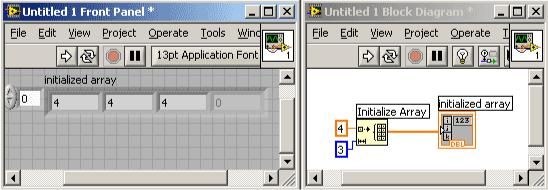 Untitled 1 Front Panel *
File Edit View Project Operate Tools
13pt Application Font
1
initialized array
0 4 4 4 0
Untitled 1 Block Diagram *
File Edit View Project Operate
1
Initialize Array
initialized array
4
3
123
DBL